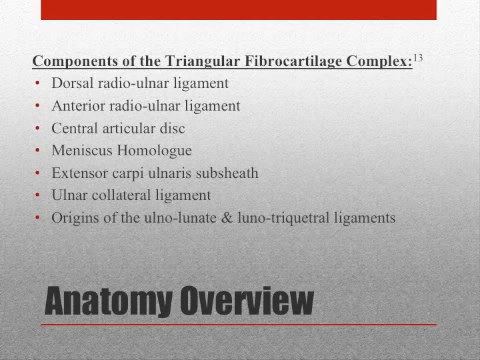 Components of the Triangular Fibrocartilage Complex:13
• Dorsal radio-ulnar ligament
• Anterior radio-ulnar ligament
• Central articular disc
• Meniscus Homologue
• Extensor carpi ulnaris subsheath
• Ulnar collateral ligament
• Origins of the ulno-lunate & luno-triquetral ligaments
Anatomy Overview